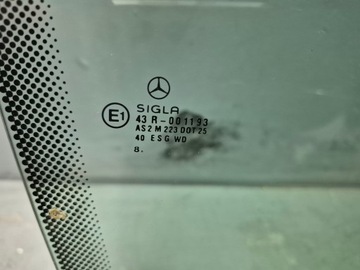 SIGLA
E1 43 R-001193
AS2 M 223 DOT 25
40 ESG WD
8.